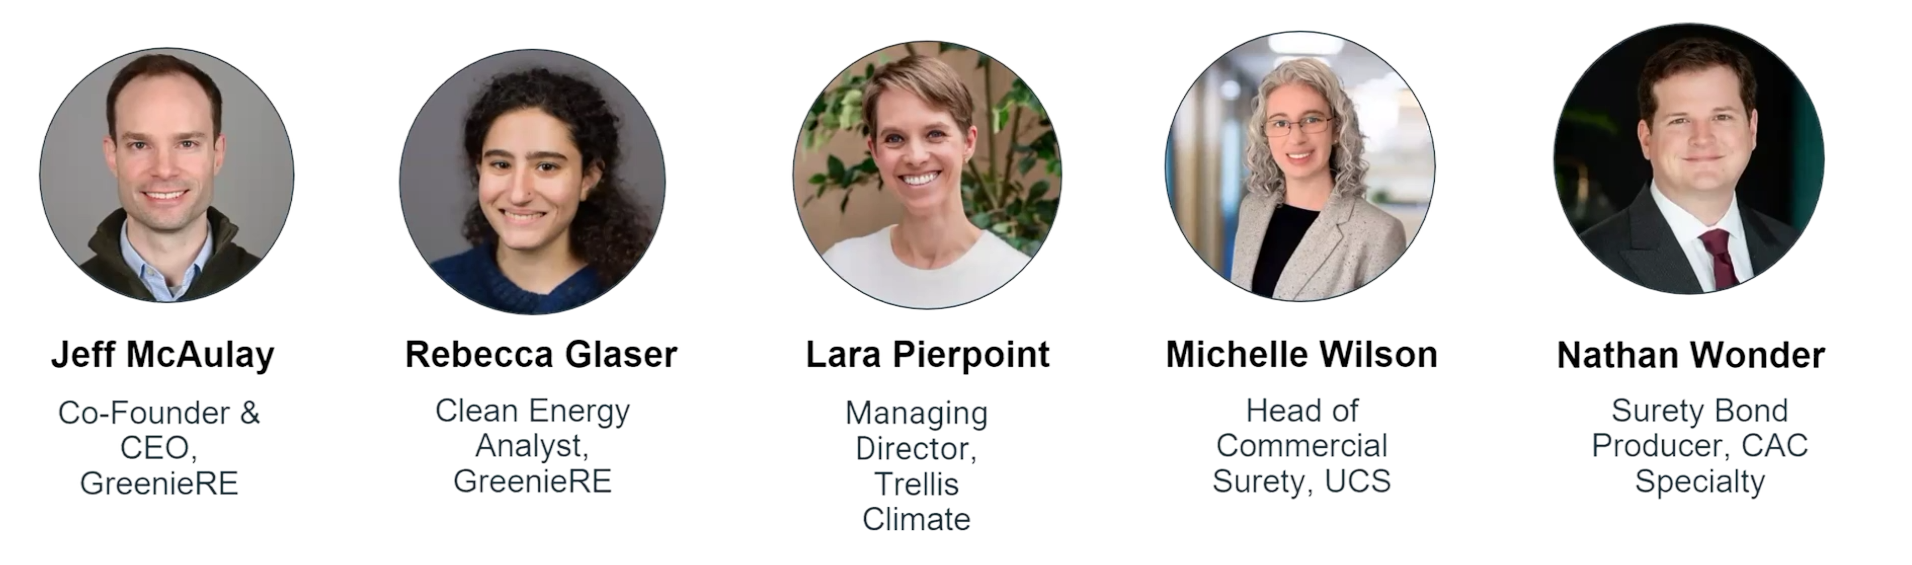 Jeff McAulay
Co-Founder &
CEO,
GreenieRE
Rebecca Glaser
Clean Energy
Analyst,
GreenieRE
Lara Pierpoint
Managing
Director,
Trellis
Climate
Michelle Wilson
Head of
Commercial
Surety, UCS
Nathan Wonder
Surety Bond
Producer, CAC
Specialty